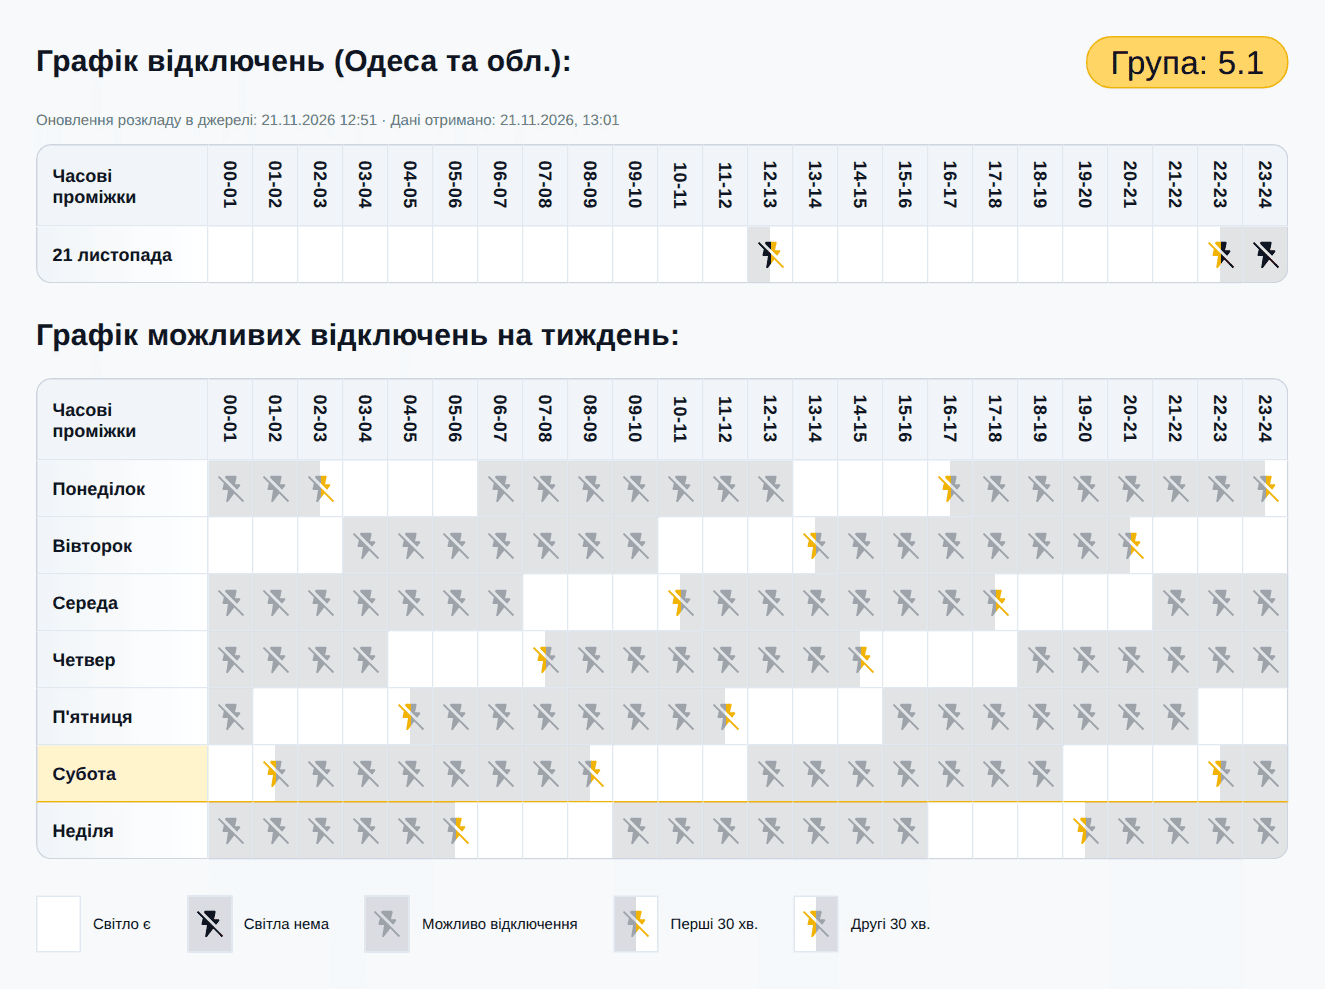 Графік відключень (Одеса та обл.):
Група: 5.1
Оновлення розкладу в джерелі: 21.11.2026 12:51 · Дані отримано: 21.11.2026, 13:01
Часові проміжки 00-01 01-02 02-03 03-04 04-05 05-06 06-07 07-08 08-09 09-10 10-11 11-12 12-13 13-14 14-15 15-16 16-17 17-18 18-19 19-20 20-21 21-22 22-23 23-24
21 листопада
Графік можливих відключень на тиждень:
Часові проміжки 00-01 01-02 02-03 03-04 04-05 05-06 06-07 07-08 08-09 09-10 10-11 11-12 12-13 13-14 14-15 15-16 16-17 17-18 18-19 19-20 20-21 21-22 22-23 23-24
Понеділок
Вівторок
Середа
Четвер
П'ятниця
Субота
Неділя
Світло є Світла нема Можливо відключення Перші 30 хв. Другі 30 хв.